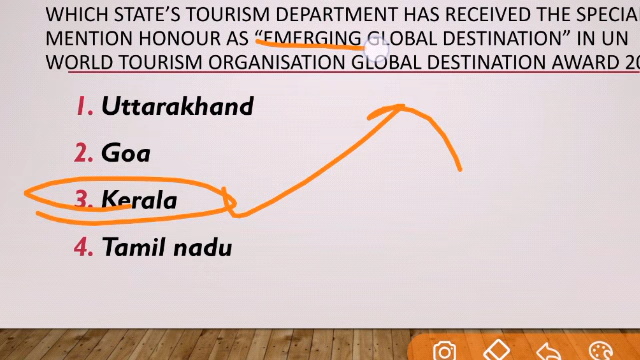 WHICH STATE'S TOURISM DEPARTMENT HAS RECEIVED THE SPECIA
MENTION HONOUR AS “EMERGING GLOBAL DESTINATION” IN UN
WORLD TOURISM ORGANISATION GLOBAL DESTINATION AWARD 20
1. Uttarakhand
2. Goa
3. Kerala
4. Tamil nadu